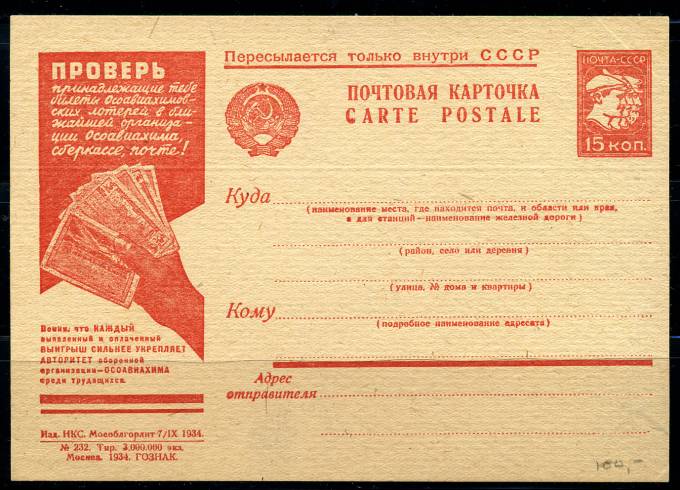 ПРОВЕРЬ
принадлежащие тебе
билеты Осоавиахимов-
ских лотерей в бли-
жайшей организа-
ции Осоавиахима,
сберкассе, почте!
Помни, что КАЖДЫЙ
выявленный и оплаченный
ВЫИГРЫШ СИЛЬНЕЕ УКРЕПЛЯЕТ
АВТОРИТЕТ оборонной
организации—ОСОАВИАХИМА
среди трудящихся.
Изд. НКС. Мособлгорлит 7/IX 1934.
№ 232. Тир. 3.000.000 экз.
Москва. 1934. ГОЗНАК.
Пересылается только внутри СССР
ПОЧТОВАЯ КАРТОЧКА
CARTE POSTALE
ПОЧТА-СССР
15 КОП.
Куда
(наименование места, где находится почта, и области или края,
а для станций—наименование железной дороги)
(район, село или деревня)
(улица, № дома и квартиры)
Кому
(подробное наименование адресата)
Адрес
отправителя
100,-